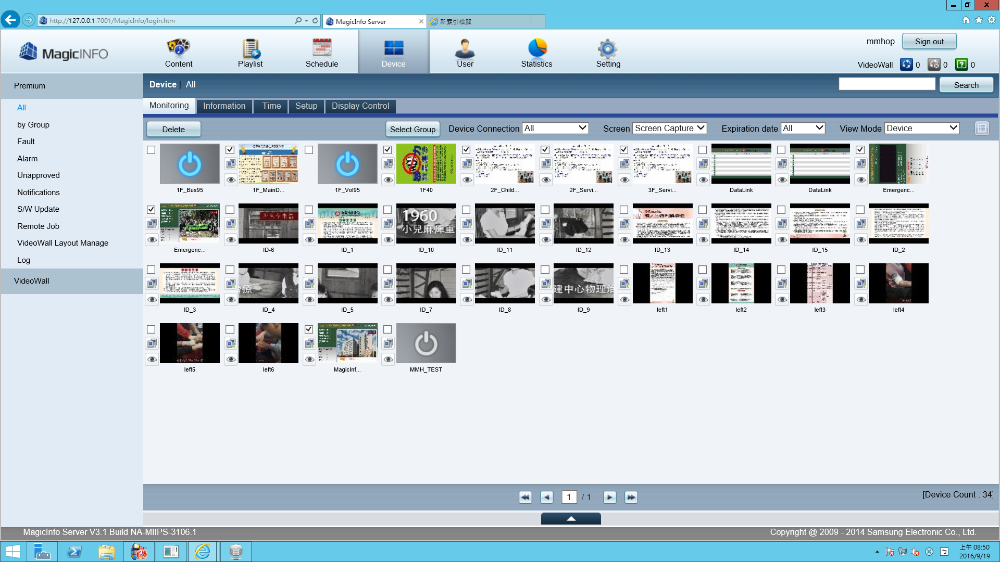 http://127.0.0.1:7001/MagicInfo/login.htm
MagicInfo Server
新索引標籤
MagicINFO
Content
Playlist
Schedule
Device
User
Statistics
Setting
mmhop
Sign out
VideoWall 0 0 0
Premium
All
by Group
Fault
Alarm
Unapproved
Notifications
S/W Update
Remote Job
VideoWall Layout Manage
Log
VideoWall
Device | All
Search
Monitoring
Information
Time
Setup
Display Control
Delete
Select Group
Device Connection All
Screen Screen Capture
Expiration date All
View Mode Device
1F_Bus95
1F_MainD...
1F_Vol95
1F40
2F_Child...
2F_Servi...
3F_Servi...
DataLink
DataLink
Emergenc...
1960
小兒麻痺重
Emergenc...
ID-6
ID_1
ID_10
ID_11
ID_12
ID_13
ID_14
ID_15
ID_2
治療
建中心物理治
ID_3
ID_4
ID_5
ID_7
ID_8
ID_9
left1
left2
left3
left4
left5
left6
MagicInf...
MMH_TEST
1 / 1
[Device Count : 34
MagicInfo Server V3.1 Build NA-MIIPS-3106.1
Copyright @ 2009 - 2014 Samsung Electronic Co., Ltd.
上午 08:50
2016/9/19